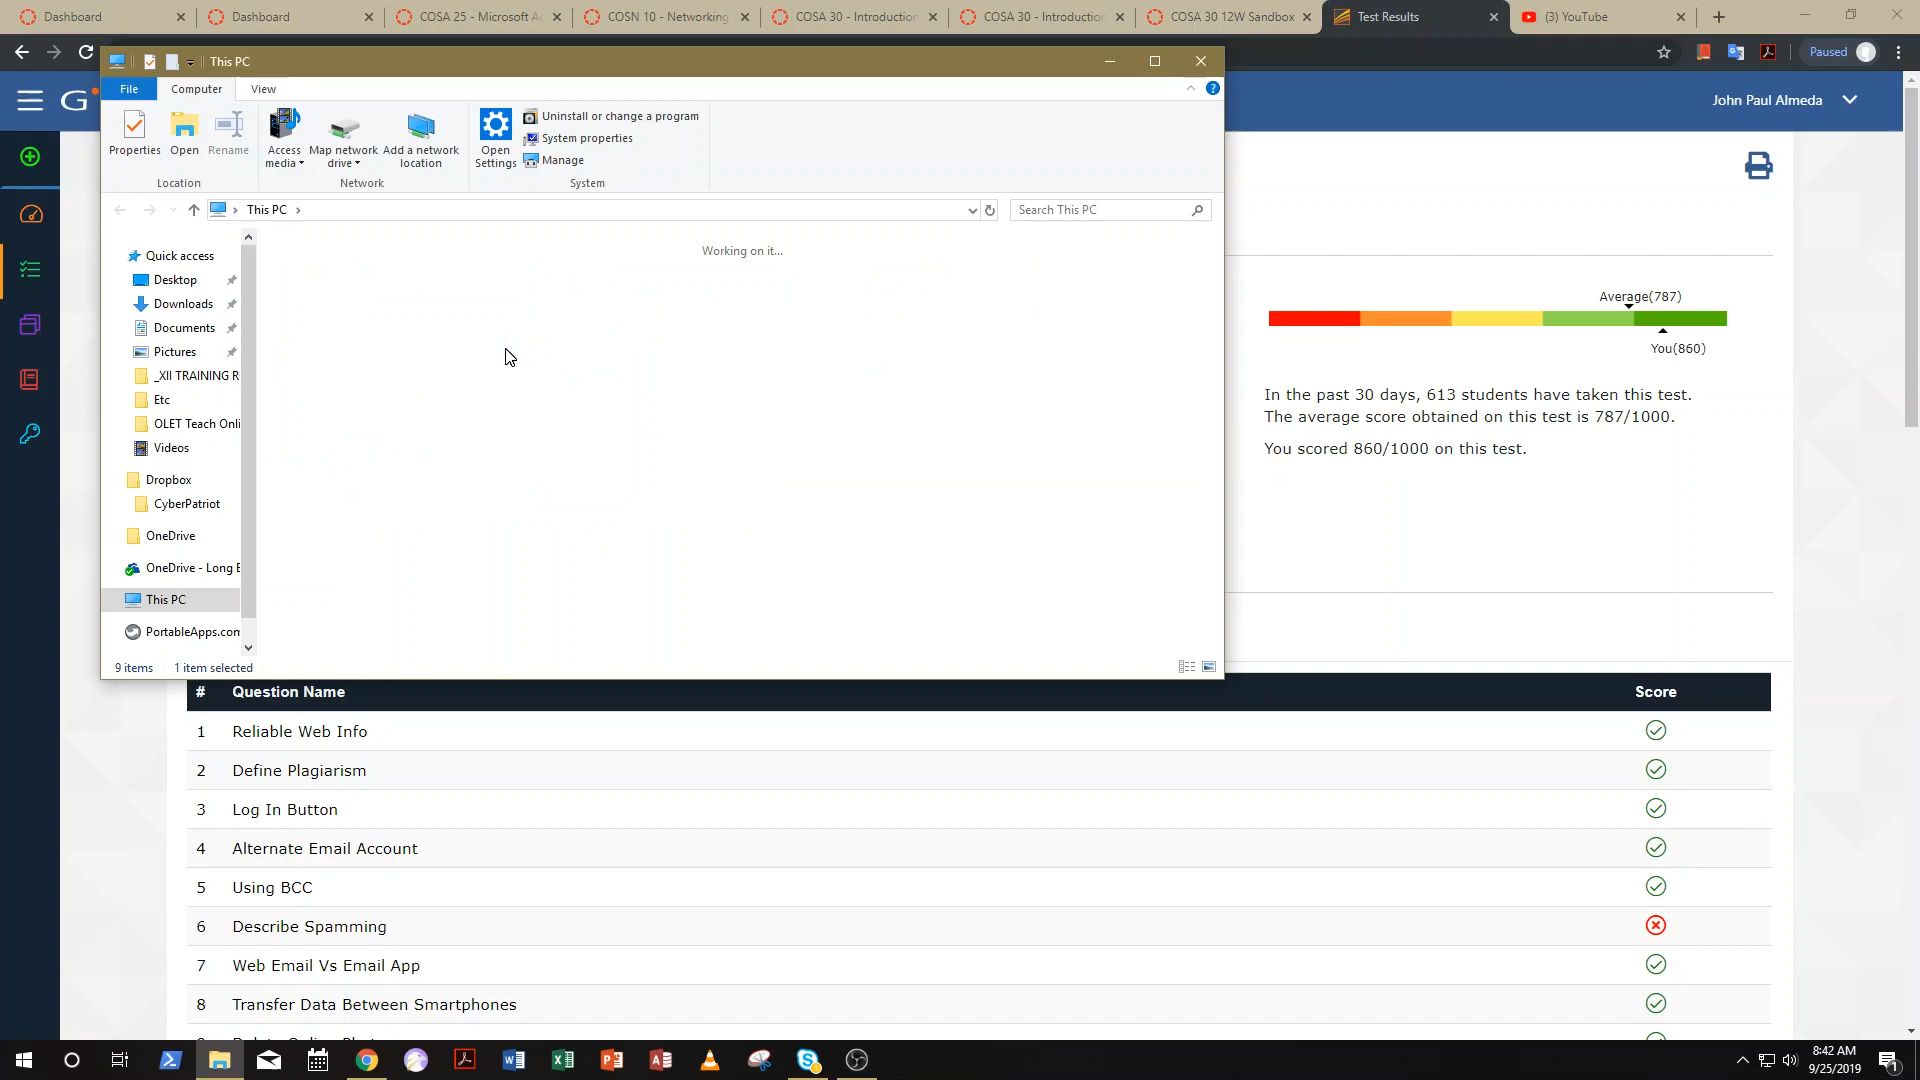 Dashboard
Dashboard
COSA 25 - Microsoft A
COSN 10 - Networking
COSA 30 - Introduction
COSA 30 - Introduction
COSA 30 12W Sandbox
Test Results
(3) YouTube
Paused
This PC
File
Computer
View
Properties
Open
Rename
Access media
Map network drive
Add a network location
Open Settings
Uninstall or change a program
System properties
Manage
Location
Network
System
This PC
Search This PC
Working on it...
Quick access
Desktop
Downloads
Documents
Pictures
_XII TRAINING R
Etc
OLET Teach Onli
Videos
Dropbox
CyberPatriot
OneDrive
OneDrive - Long B
This PC
PortableApps.com
9 items
1 item selected
G
John Paul Almeda
Average(787)
You(860)
In the past 30 days, 613 students have taken this test.
The average score obtained on this test is 787/1000.
You scored 860/1000 on this test.
# Question Name Score
1 Reliable Web Info
2 Define Plagiarism
3 Log In Button
4 Alternate Email Account
5 Using BCC
6 Describe Spamming
7 Web Email Vs Email App
8 Transfer Data Between Smartphones
8:42 AM
9/25/2019
1